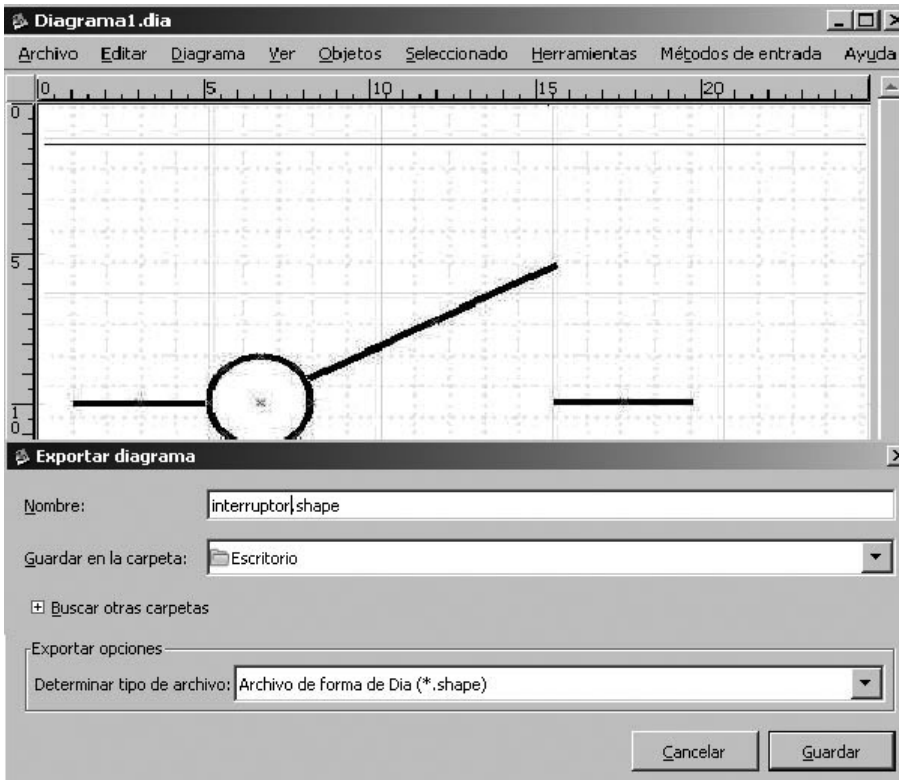 Diagrama1.dia
Archivo Editar Diagrama Ver Objetos Seleccionado Herramientas Métodos de entrada Ayuda
0 5 10 15 20
0
5
1
0
Exportar diagrama
Nombre: interruptor.shape
Guardar en la carpeta: Escritorio
Buscar otras carpetas
Exportar opciones
Determinar tipo de archivo: Archivo de forma de Dia (*.shape)
Cancelar Guardar